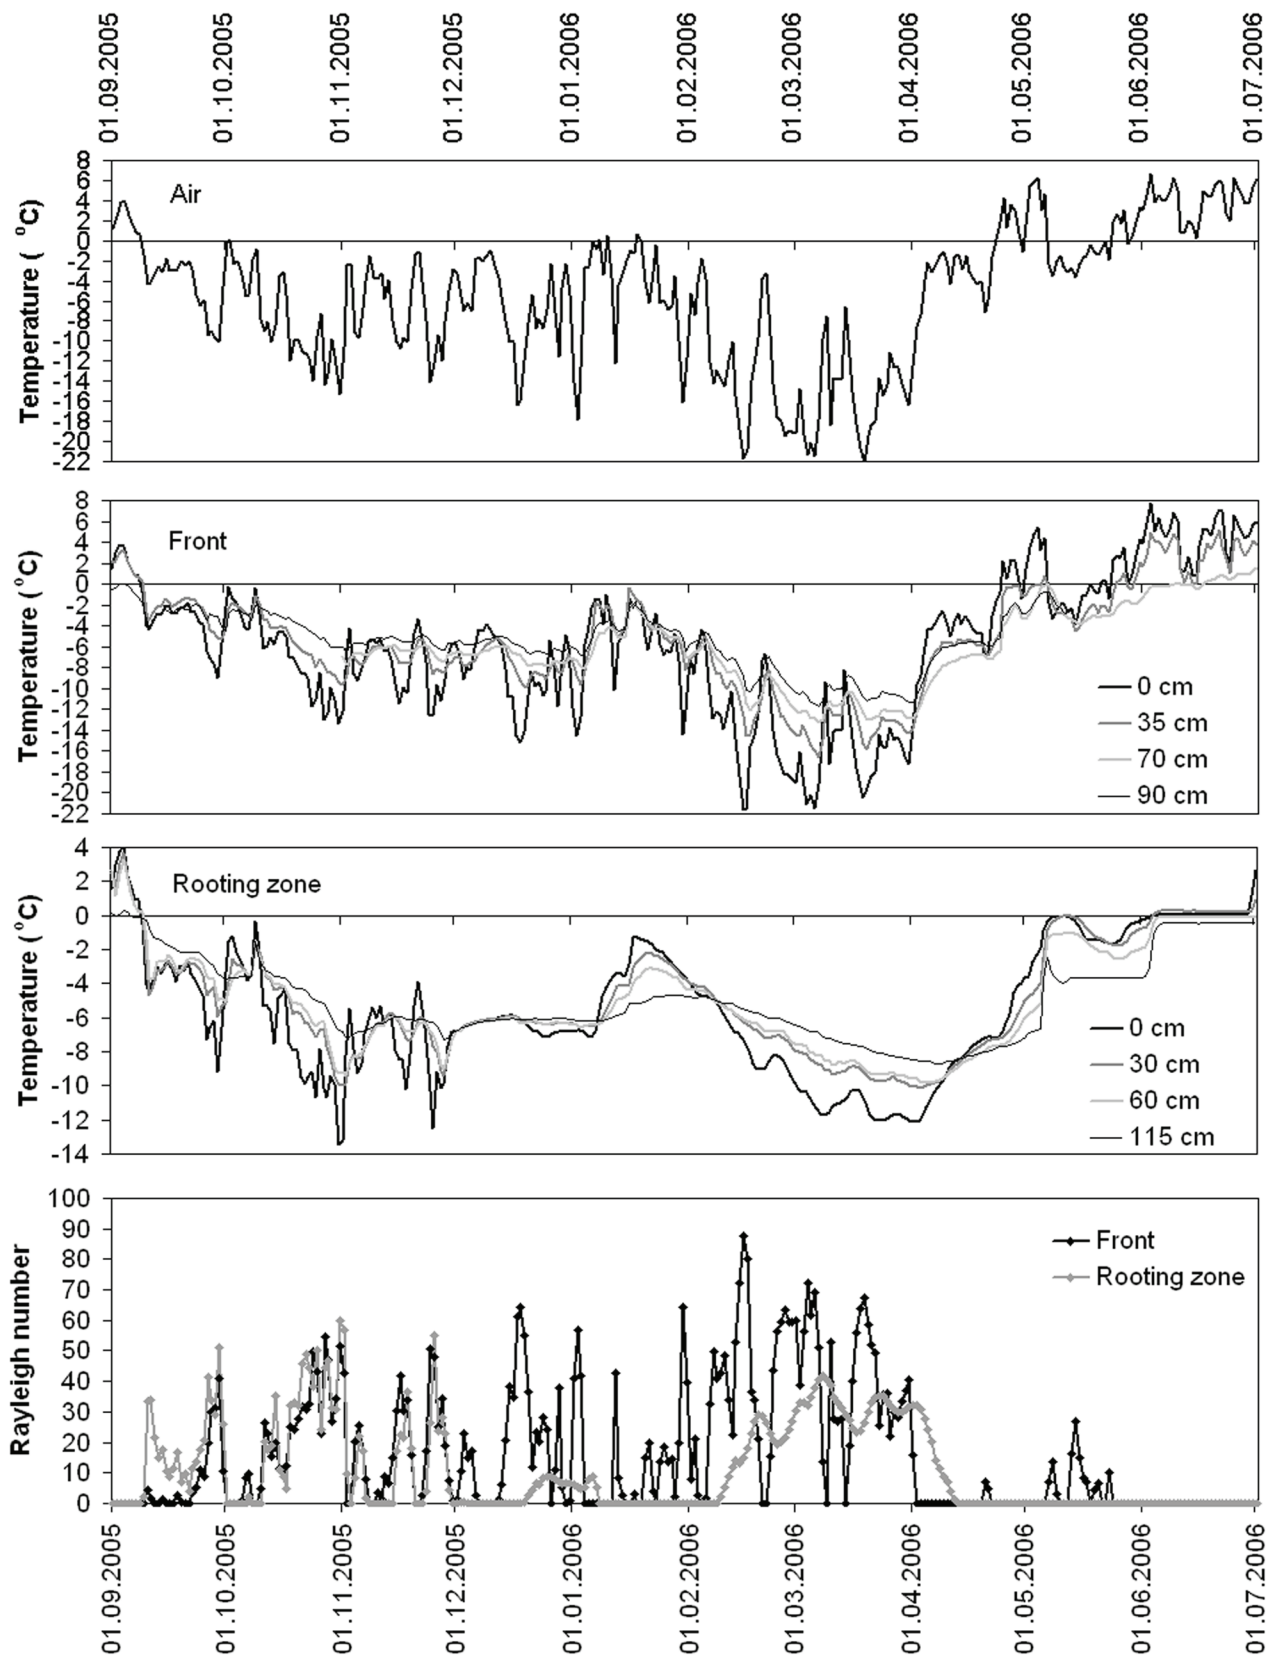 01.09.2005 01.10.2005 01.11.2005 01.12.2005 01.01.2006 01.02.2006 01.03.2006 01.04.2006 01.05.2006 01.06.2006 01.07.2006
Temperature ( °C)
8
6
4
2
0
-2
-4
-6
-8
-10
-12
-14
-16
-18
-20
-22
Air
Temperature (°C)
8
6
4
2
0
-2
-4
-6
-8
-10
-12
-14
-16
-18
-20
-22
Front
0 cm
35 cm
70 cm
90 cm
Temperature (°C)
4
2
0
-2
-4
-6
-8
-10
-12
-14
Rooting zone
0 cm
30 cm
60 cm
115 cm
Rayleigh number
100
90
80
70
60
50
40
30
20
10
0
Front
Rooting zone
01.09.2005 01.10.2005 01.11.2005 01.12.2005 01.01.2006 01.02.2006 01.03.2006 01.04.2006 01.05.2006 01.06.2006 01.07.2006